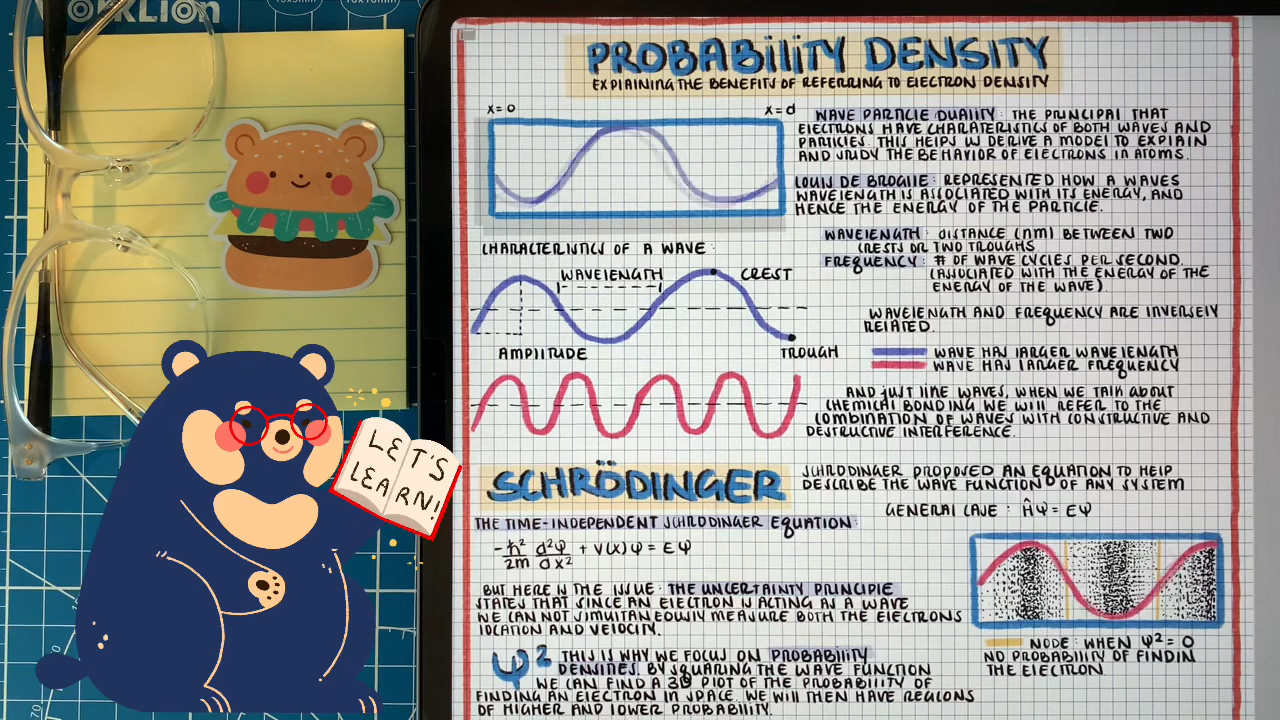 WORKLION
LET'S
LEARN!
PROBABILITY DENSITY
EXPLAINING THE BENEFITS OF REFERRING TO ELECTRON DENSITY
X=0
X=d
WAVE PARTICLE DUALITY: THE PRINCIPAL THAT
ELECTRONS HAVE CHARATERISTICS OF BOTH WAVES AND
PARTICLES. THIS HELPS US DERIVE A MODEL TO EXPLAIN
AND STUDY THE BEHAVIOR OF ELECTRONS IN ATOMS.
LOUIS DE BROGLIE: REPRESENTED HOW A WAVES
WAVELENGTH IS ASSOCIATED WITH ITS ENERGY, AND
HENCE THE ENERGY OF THE PARTICLE.
WAVELENGTH: DISTANCE (nm) BETWEEN TWO
CRESTS OR TWO TROUGHS
FREQUENCY: # OF WAVE CYCLES PER SECOND.
(ASSOCIATED WITH THE ENERGY OF THE
ENERGY OF THE WAVE)
CHARACTERISTICS OF A WAVE:
WAVELENGTH
CREST
AMPLITUDE
TROUGH
WAVELENGTH AND FREQUENCY ARE INVERSELY
RELATED.
WAVE HAS LARGER WAVELENGTH
WAVE HAS LARGER FREQUENCY
AND JUST LIKE WAVES, WHEN WE TALK ABOUT
CHEMICAL BONDING WE WILL REFER TO THE
COMBINATION OF WAVES WITH CONSTRUCTIVE AND
DESTRUCTIVE INTERFERENCE.
SCHRÖDINGER
SCHRODINGER PROPOSED AN EQUATION TO HELP
DESCRIBE THE WAVE FUNCTION OF ANY SYSTEM
GENERAL CASE: Ĥψ = Eψ
THE TIME-INDEPENDENT SCHRODINGER EQUATION:
-ħ²/2m d²ψ/dx² + V(x)ψ = Eψ
BUT HERE IS THE ISSUE: THE UNCERTAINTY PRINCIPLE
STATES THAT SINCE AN ELECTRON IS ACTING AS A WAVE
WE CAN NOT SIMULTANEOUSLY MEASURE BOTH THE ELECTRONS
LOCATION AND VELOCITY.
NODE: WHEN ψ² = 0
NO PROBABILITY OF FINDIN
THE ELECTRON
ψ² THIS IS WHY WE FOCUS ON PROBABILITY
DENSITIES BY SQUARING THE WAVE FUNCTION
WE CAN FIND A 3D PLOT OF THE PROBABILITY OF
FINDING AN ELECTRON IN SPACE. WE WILL THEN HAVE REGIONS
OF HIGHER AND LOWER PROBABILITY.